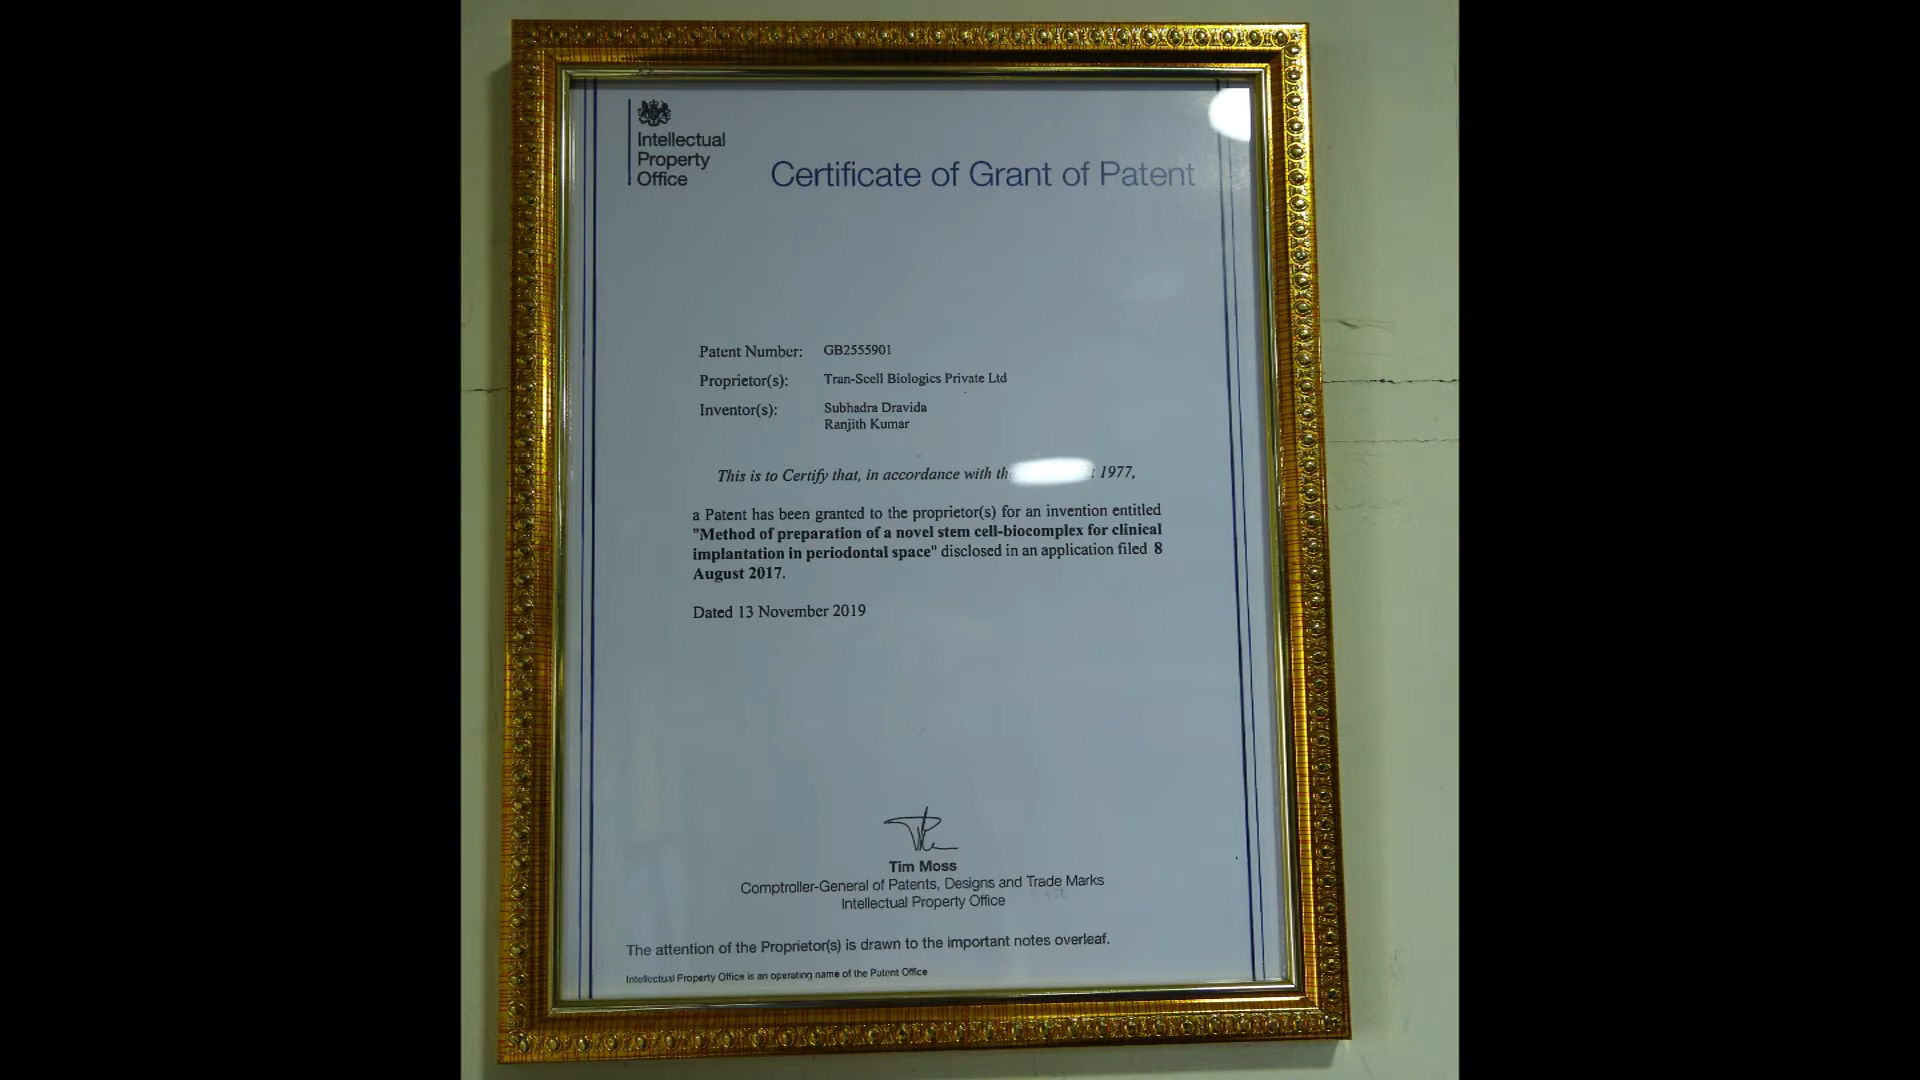 Intellectual
Property
Office
Certificate of Grant of Patent
Patent Number: GB2555901
Proprietor(s): Tran-Scell Biologics Private Ltd
Inventor(s): Subhadra Dravida
Ranjith Kumar
This is to Certify that, in accordance with the 1977,
a Patent has been granted to the proprietor(s) for an invention entitled
"Method of preparation of a novel stem cell-biocomplex for clinical
implantation in periodontal space" disclosed in an application filed 8
August 2017.
Dated 13 November 2019
Tim Moss
Comptroller-General of Patents, Designs and Trade Marks
Intellectual Property Office
The attention of the Proprietor(s) is drawn to the important notes overleaf.
Intellectual Property Office is an operating name of the Patent Office